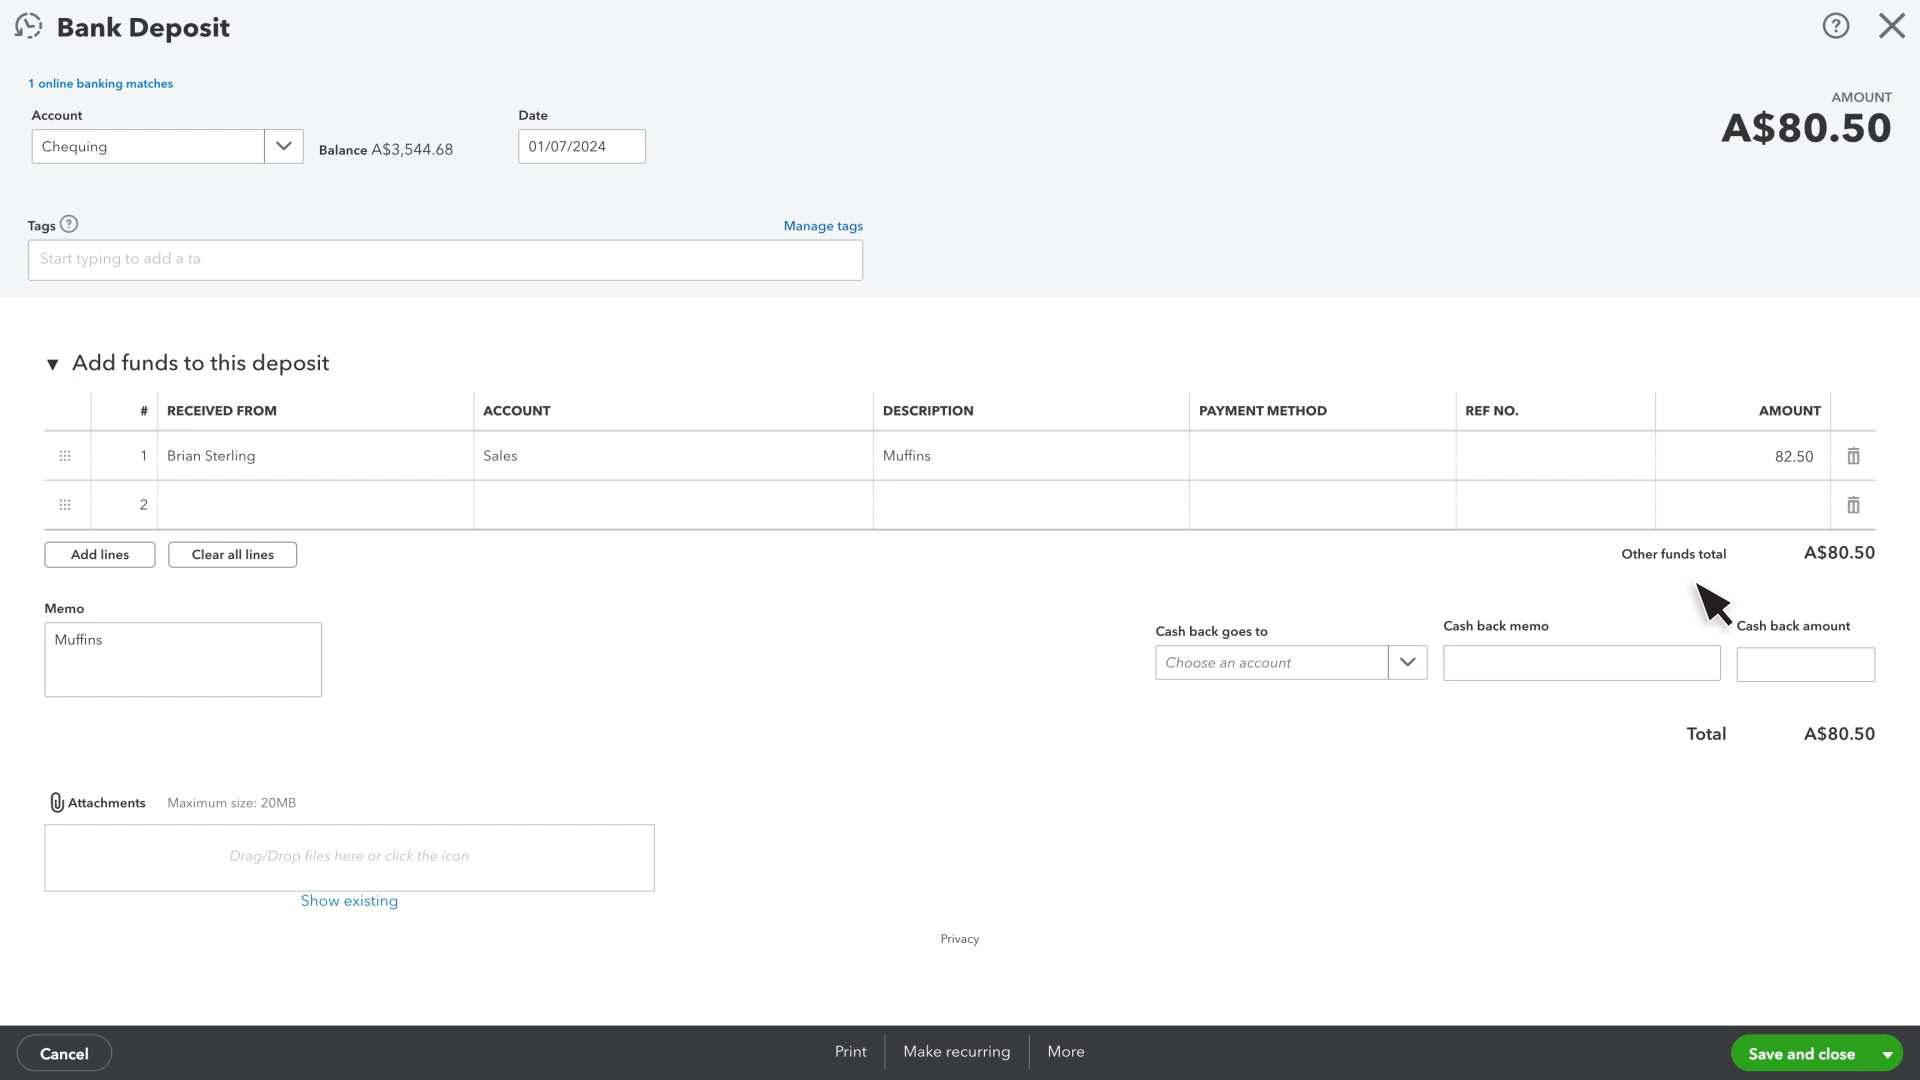 Bank Deposit
1 online banking matches
AMOUNT
A$80.50
Account
Date
Chequing
Balance A$3,544.68
01/07/2024
Tags
Manage tags
Start typing to add a ta
Add funds to this deposit
# RECEIVED FROM ACCOUNT DESCRIPTION PAYMENT METHOD REF NO. AMOUNT
1 Brian Sterling Sales Muffins 82.50
2
Add lines Clear all lines Other funds total A$80.50
Memo
Muffins
Cash back goes to
Cash back memo
Cash back amount
Choose an account
Total A$80.50
Attachments Maximum size: 20MB
Drag/Drop files here or click the icon
Show existing
Privacy
Cancel Print Make recurring More Save and close